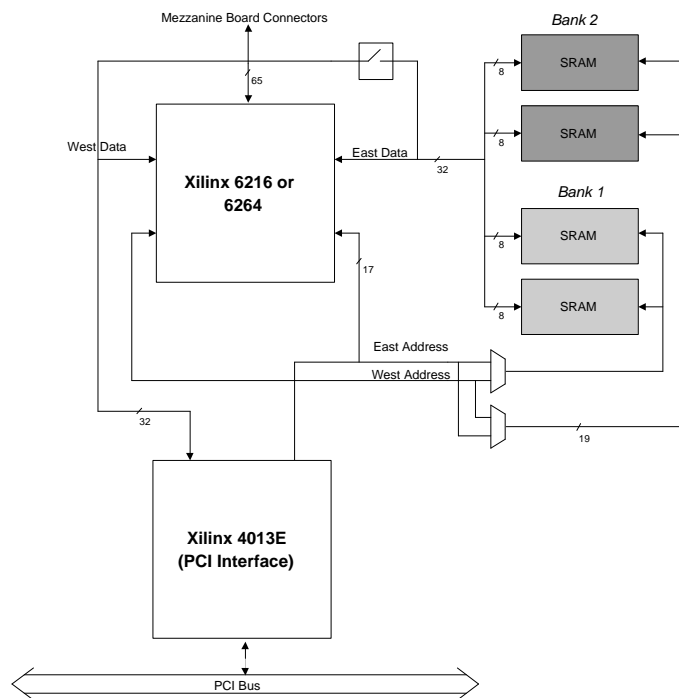 Mezzanine Board Connectors
Bank 2
65
8
SRAM
8
SRAM
West Data
East Data
32
Xilinx 6216 or
6264
Bank 1
8
SRAM
17
8
SRAM
East Address
West Address
32
19
Xilinx 4013E
(PCI Interface)
PCI Bus